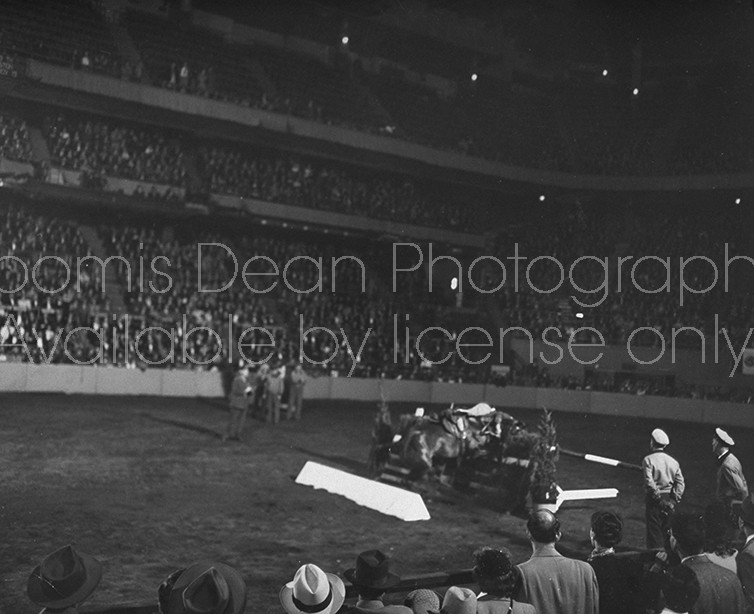 oomis Dean Photography
Available by license only.